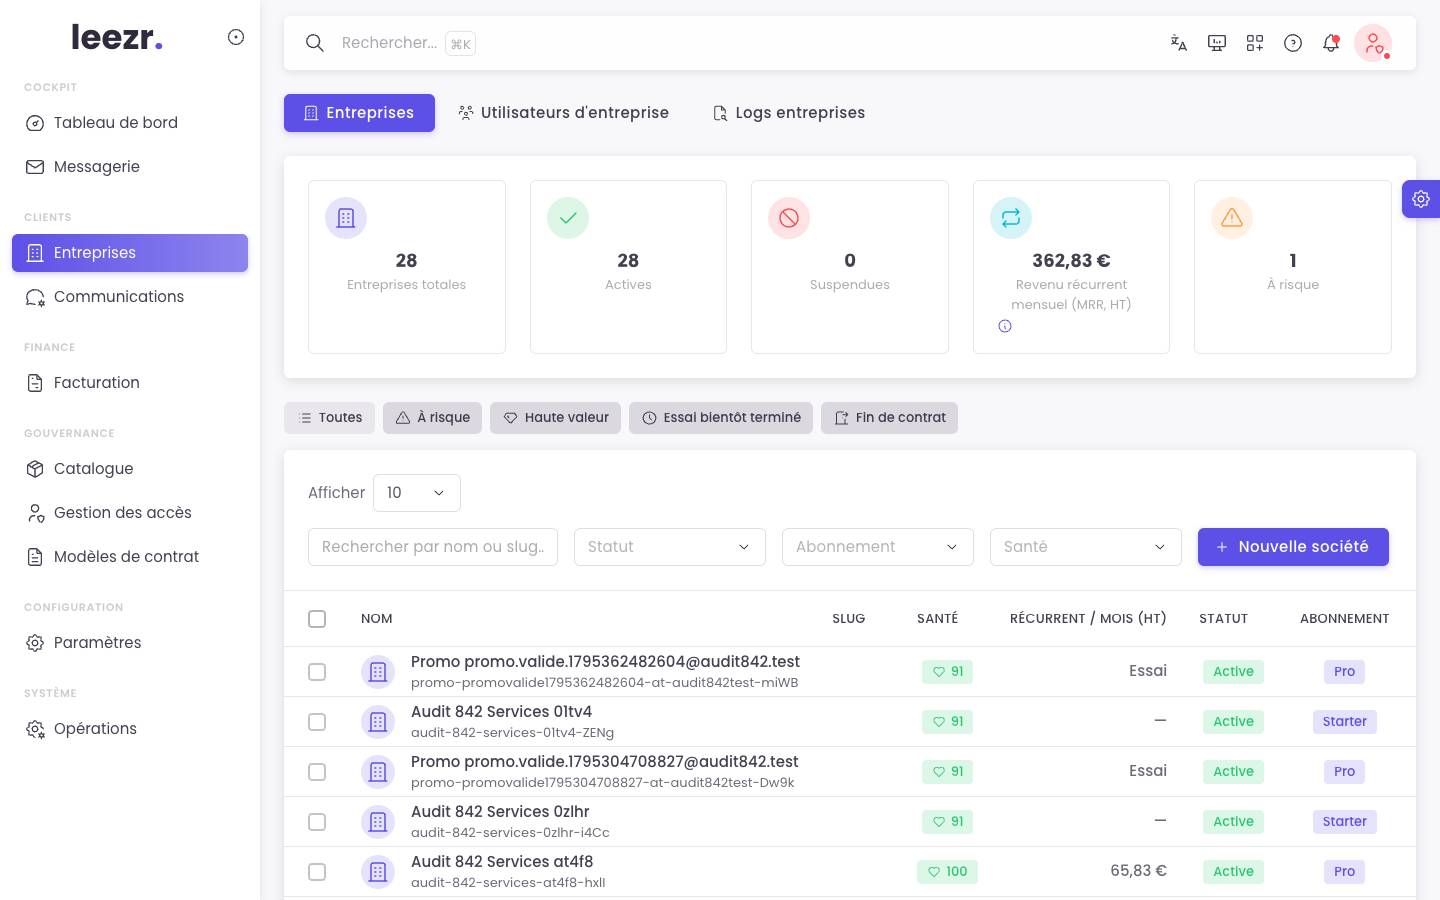 leezr.
COCKPIT
Tableau de bord
Messagerie
CLIENTS
Entreprises
Communications
FINANCE
Facturation
GOUVERNANCE
Catalogue
Gestion des accès
Modèles de contrat
CONFIGURATION
Paramètres
SYSTÈME
Opérations
Rechercher... ⌘K
Entreprises
Utilisateurs d'entreprise
Logs entreprises
28
Entreprises totales
28
Actives
0
Suspendues
362,83 €
Revenu récurrent
mensuel (MRR, HT)
1
À risque
Toutes
À risque
Haute valeur
Essai bientôt terminé
Fin de contrat
Afficher 10
Rechercher par nom ou slug..
Statut
Abonnement
Santé
Nouvelle société
NOM SLUG SANTÉ RÉCURRENT / MOIS (HT) STATUT ABONNEMENT
Promo promo.valide.1795362482604@audit842.test 91 Essai Active Pro
promo-promovalide1795362482604-at-audit842test-miWB
Audit 842 Services 01tv4 91 — Active Starter
audit-842-services-01tv4-ZENg
Promo promo.valide.1795304708827@audit842.test 91 Essai Active Pro
promo-promovalide1795304708827-at-audit842test-Dw9k
Audit 842 Services 0zlhr 91 — Active Starter
audit-842-services-0zlhr-i4Cc
Audit 842 Services at4f8 100 65,83 € Active Pro